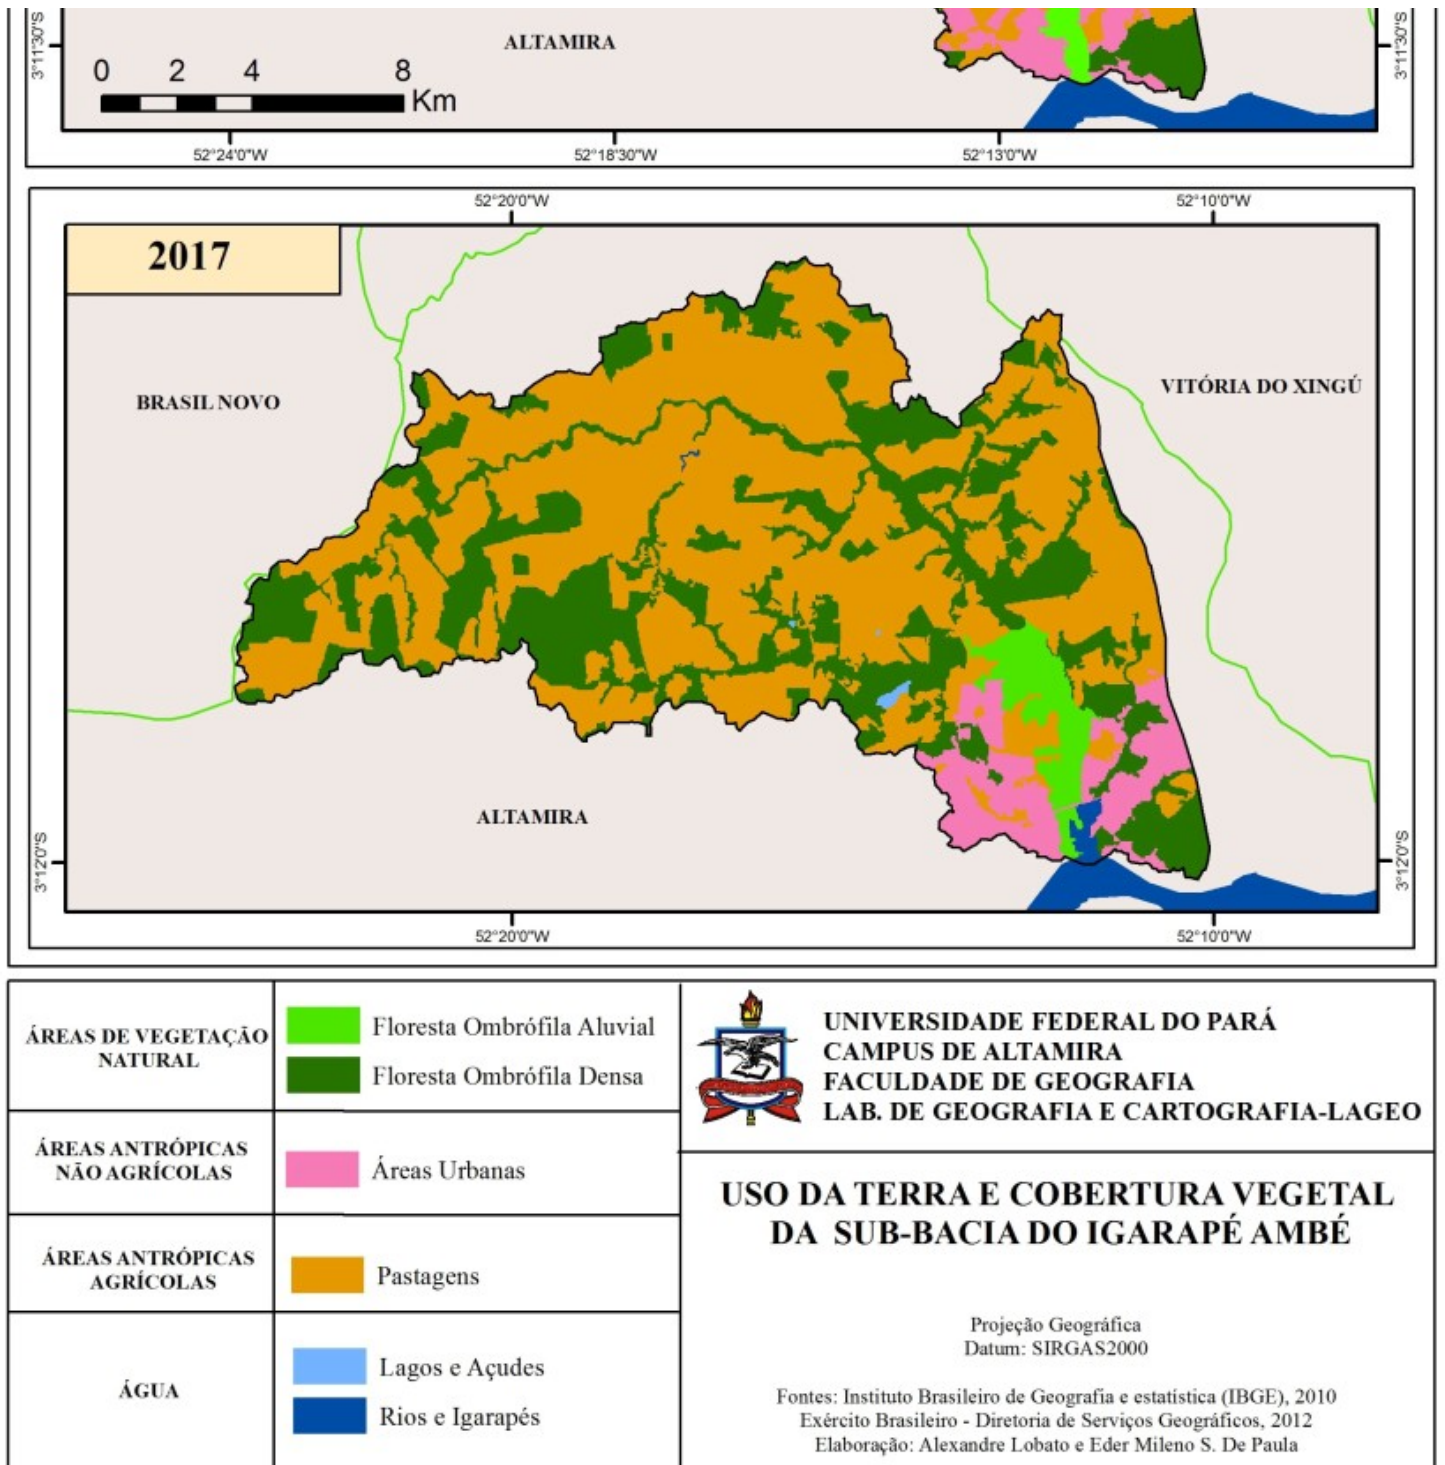 3°11'30"S
ALTAMIRA
3°11'30"S
0 2 4 8
Km
52°24'0"W 52°18'30"W 52°13'0"W
52°20'0"W 52°10'0"W
2017
BRASIL NOVO
VITÓRIA DO XINGÚ
ALTAMIRA
3°12'0"S
3°12'0"S
52°20'0"W 52°10'0"W
ÁREAS DE VEGETAÇÃO
NATURAL
Floresta Ombrófila Aluvial
Floresta Ombrófila Densa
ÁREAS ANTRÓPICAS
NÃO AGRÍCOLAS
Áreas Urbanas
ÁREAS ANTRÓPICAS
AGRÍCOLAS
Pastagens
ÁGUA
Lagos e Açudes
Rios e Igarapés
UNIVERSIDADE FEDERAL DO PARÁ
CAMPUS DE ALTAMIRA
FACULDADE DE GEOGRAFIA
LAB. DE GEOGRAFIA E CARTOGRAFIA-LAGEO
USO DA TERRA E COBERTURA VEGETAL
DA SUB-BACIA DO IGARAPÉ AMBÉ
Projeção Geográfica
Datum: SIRGAS2000
Fontes: Instituto Brasileiro de Geografia e estatística (IBGE), 2010
Exército Brasileiro - Diretoria de Serviços Geográficos, 2012
Elaboração: Alexandre Lobato e Eder Mileno S. De Paula